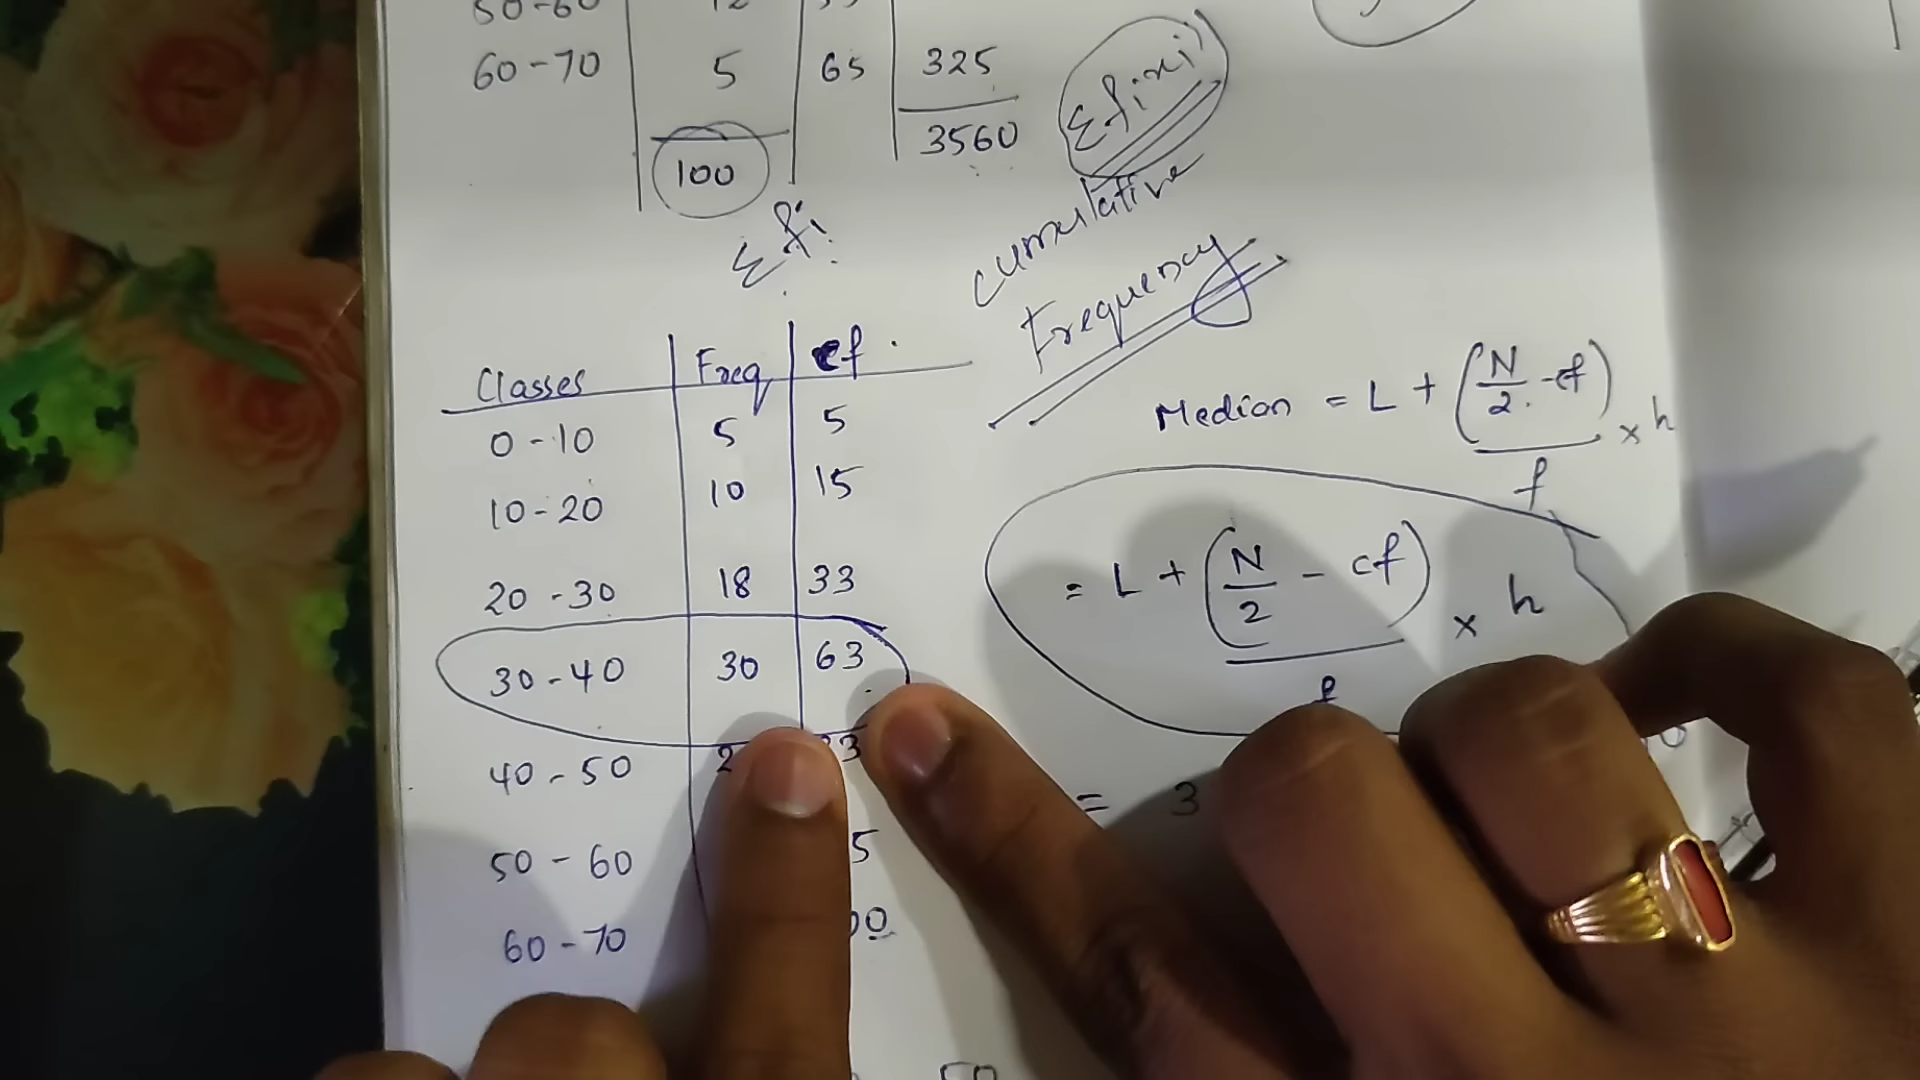 60-70 5 65 325
3560 Σfixi
100
Σfi
cumulative
Frequency
Classes Freq cf
0-10 5 5
10-20 10 15
20-30 18 33
30-40 30 63
40-50
50-60
60-70
Median = L + (N/2 - cf)/f × h
= L + (N/2 - cf) × h
= 3